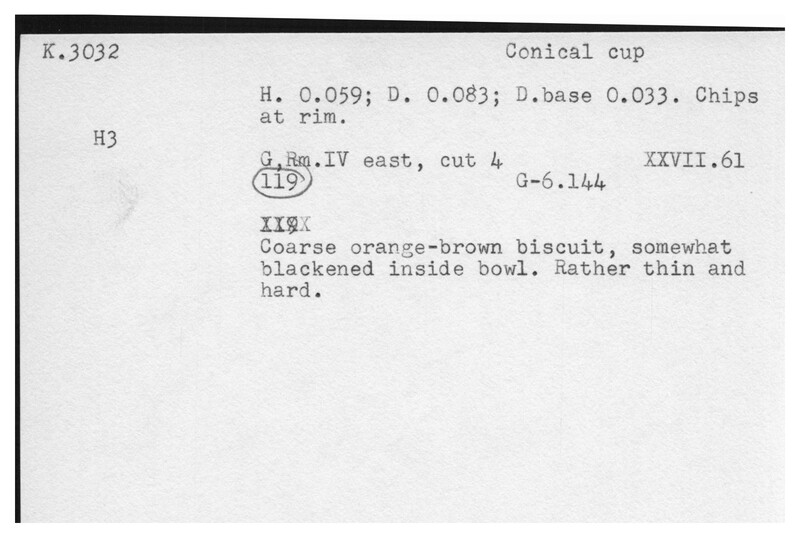 K.3032
Conical cup
H. 0.059; D. 0.083; D.base 0.033. Chips
at rim.
H3
G,Rm.IV east, cut 4 XXVII.61
119 G-6.144
Coarse orange-brown biscuit, somewhat
blackened inside bowl. Rather thin and
hard.